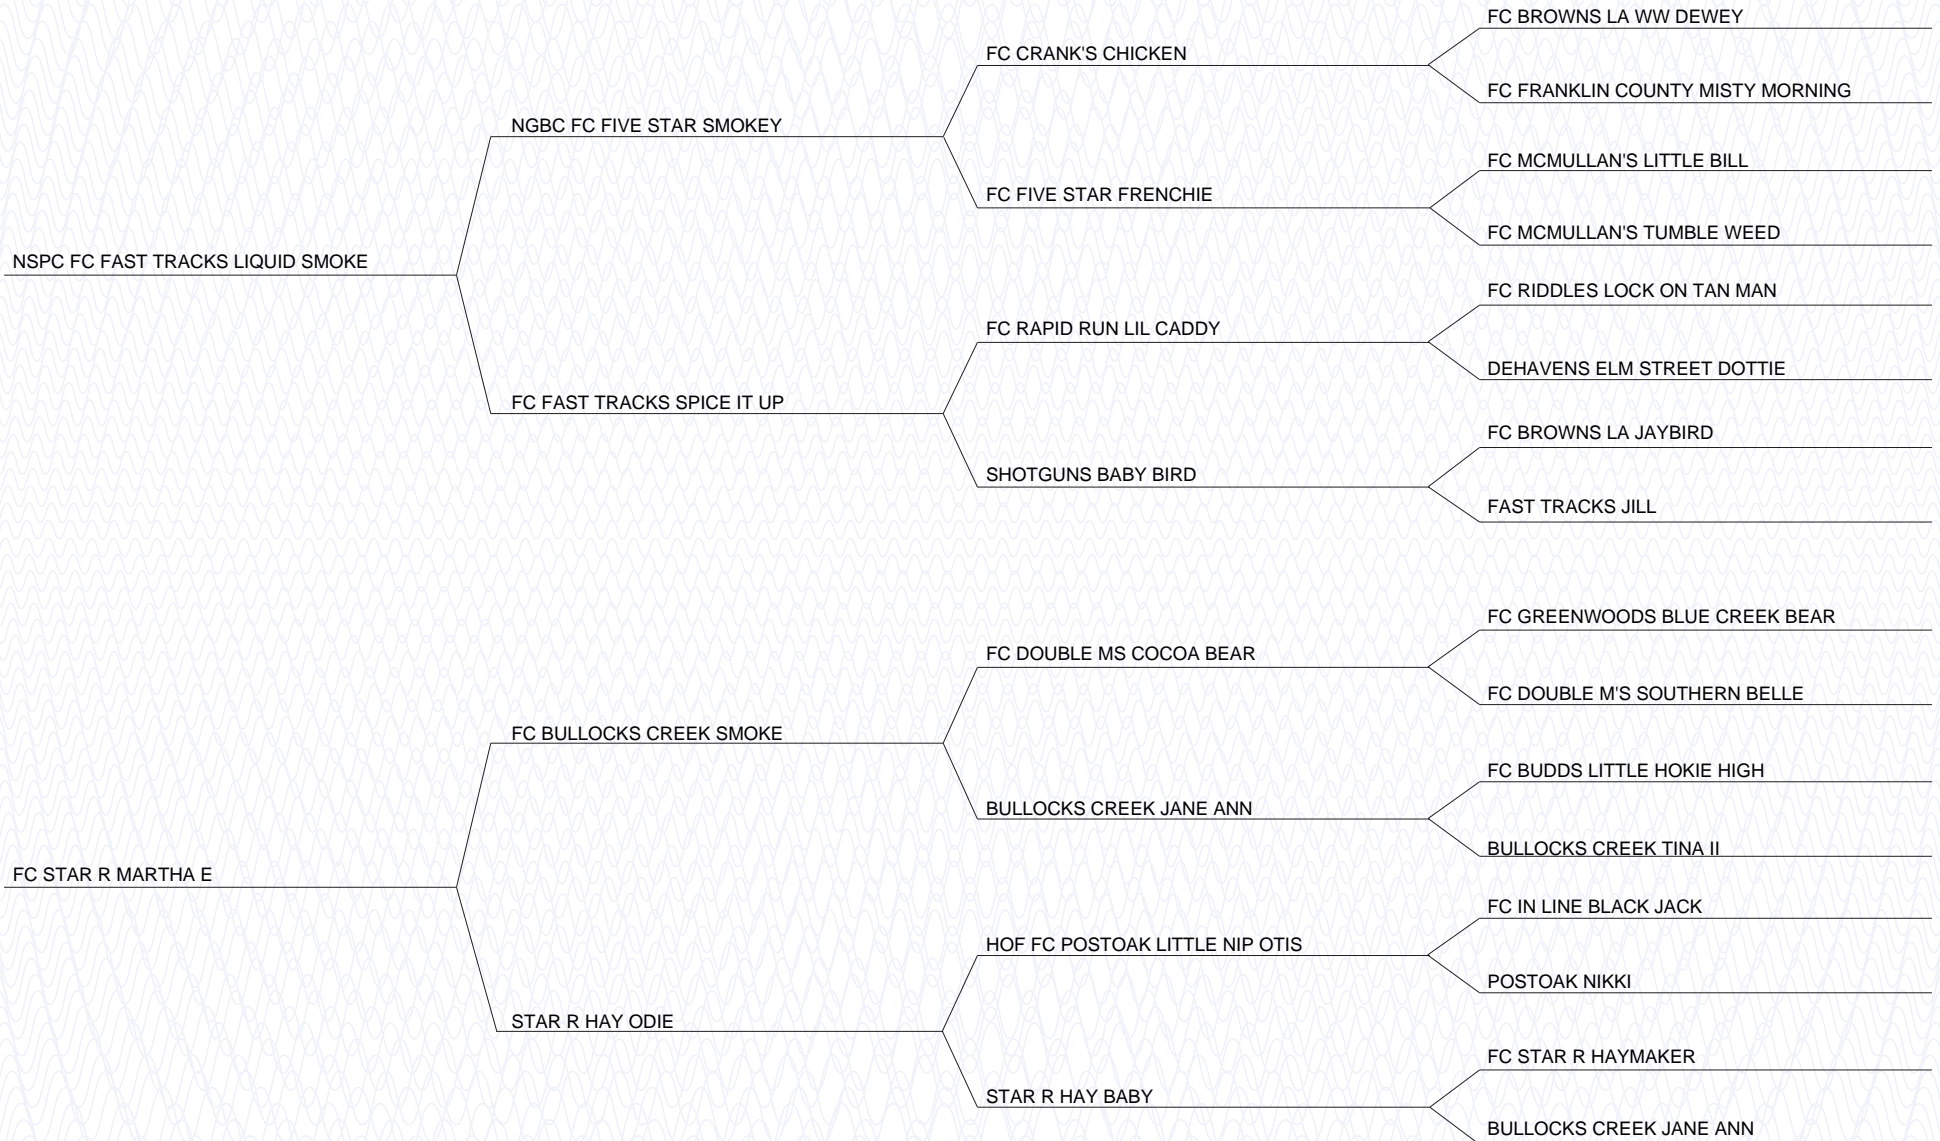 FC BROWNS LA WW DEWEY
FC CRANK'S CHICKEN
FC FRANKLIN COUNTY MISTY MORNING
NGBC FC FIVE STAR SMOKEY
FC MCMULLAN'S LITTLE BILL
FC FIVE STAR FRENCHIE
FC MCMULLAN'S TUMBLE WEED
NSPC FC FAST TRACKS LIQUID SMOKE
FC RIDDLES LOCK ON TAN MAN
FC RAPID RUN LIL CADDY
DEHAVENS ELM STREET DOTTIE
FC FAST TRACKS SPICE IT UP
FC BROWNS LA JAYBIRD
SHOTGUNS BABY BIRD
FAST TRACKS JILL
FC GREENWOODS BLUE CREEK BEAR
FC DOUBLE MS COCOA BEAR
FC DOUBLE M'S SOUTHERN BELLE
FC BULLOCKS CREEK SMOKE
FC BUDDS LITTLE HOKIE HIGH
BULLOCKS CREEK JANE ANN
BULLOCKS CREEK TINA II
FC STAR R MARTHA E
FC IN LINE BLACK JACK
HOF FC POSTOAK LITTLE NIP OTIS
POSTOAK NIKKI
STAR R HAY ODIE
FC STAR R HAYMAKER
STAR R HAY BABY
BULLOCKS CREEK JANE ANN